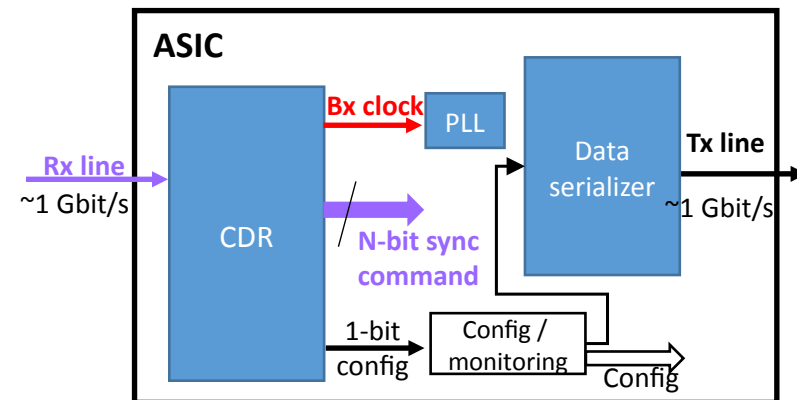 ASIC
Rx line
~1 Gbit/s
CDR
Bx clock
PLL
N-bit sync
command
1-bit
config
Config /
monitoring
Config
Data
serializer
Tx line
~1 Gbit/s